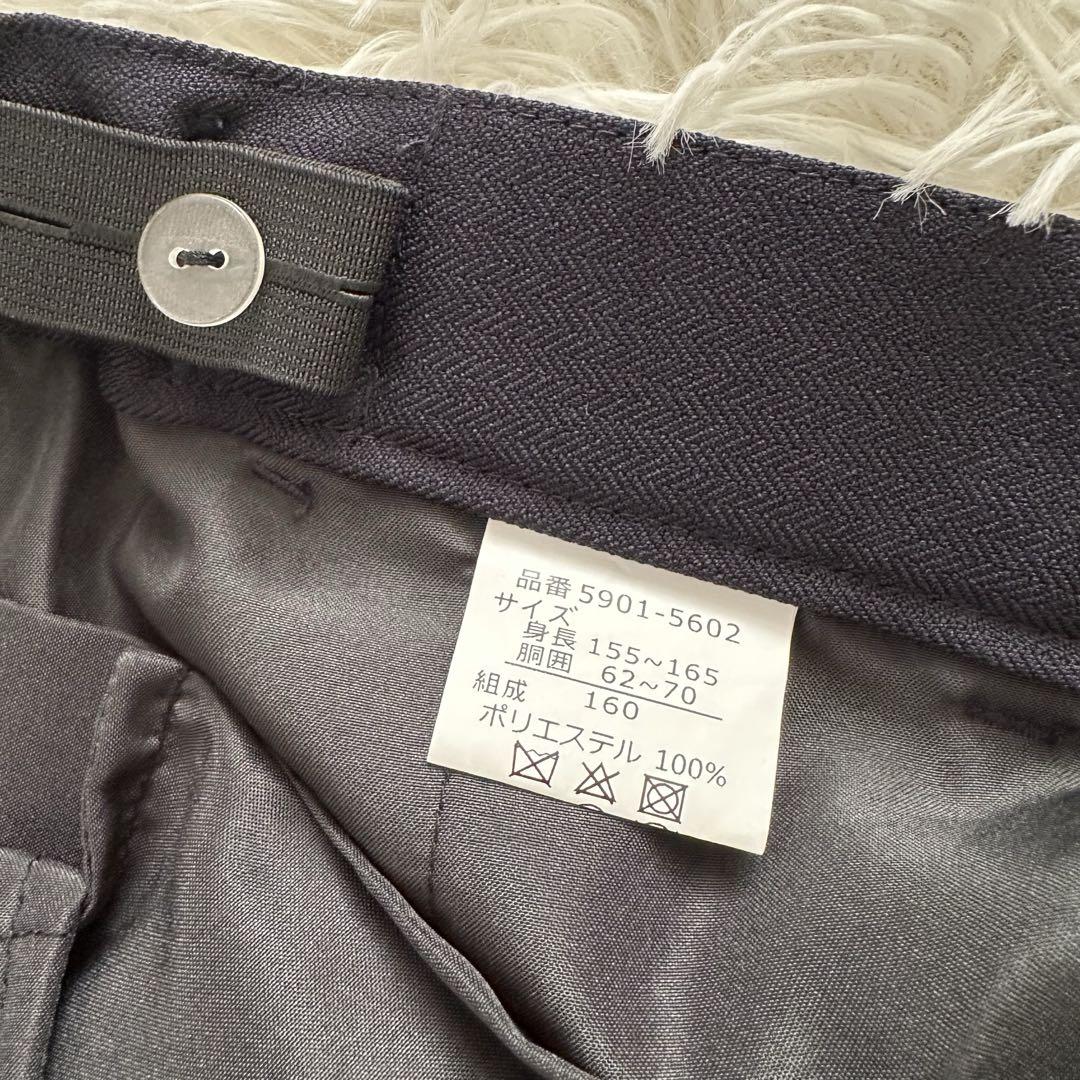 品番 5901-5602
サイズ
身長 155~165
胴囲 62~70
組成 160
ポリエステル 100%